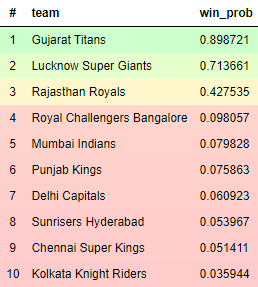 # team win_prob
1 Gujarat Titans 0.898721
2 Lucknow Super Giants 0.713661
3 Rajasthan Royals 0.427535
4 Royal Challengers Bangalore 0.098057
5 Mumbai Indians 0.079828
6 Punjab Kings 0.075863
7 Delhi Capitals 0.060923
8 Sunrisers Hyderabad 0.053967
9 Chennai Super Kings 0.051411
10 Kolkata Knight Riders 0.035944